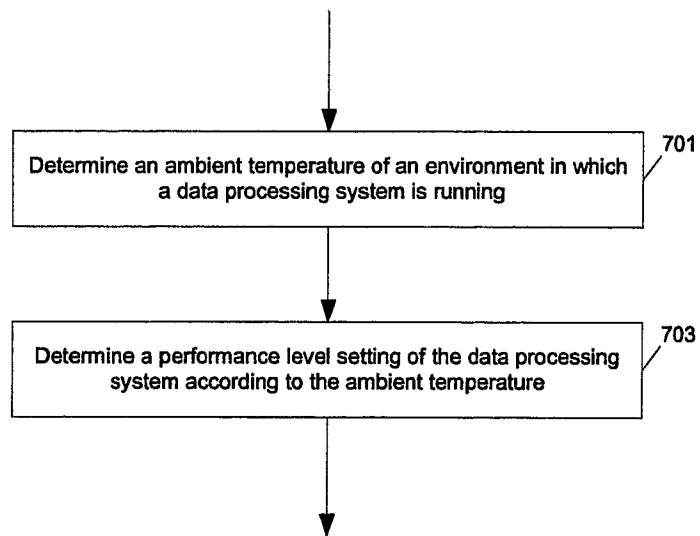 701
Determine an ambient temperature of an environment in which
a data processing system is running
703
Determine a performance level setting of the data processing
system according to the ambient temperature